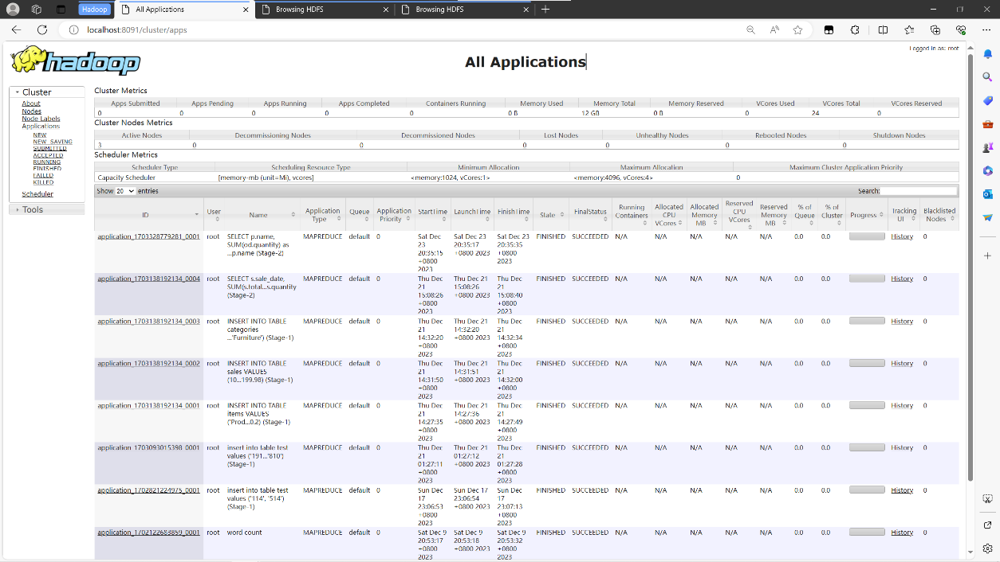 Hadoop All Applications Browsing HDFS Browsing HDFS
localhost:8091/cluster/apps
Logged in as: root
hadoop All Applications
Cluster
About
Nodes
Node Labels
Applications
NEW
NEW_SAVING
SUBMITTED
ACCEPTED
RUNNING
FINISHED
FAILED
KILLED
Scheduler
Tools
Cluster Metrics
Apps Submitted Apps Pending Apps Running Apps Completed Containers Running Memory Used Memory Total Memory Reserved VCores Used VCores Total VCores Reserved
0 0 0 0 0 0 B 12 GB 0 B 0 24 0
Cluster Nodes Metrics
Active Nodes Decommissioning Nodes Decommissioned Nodes Lost Nodes Unhealthy Nodes Rebooted Nodes Shutdown Nodes
3 0 0 0 0 0 0
Scheduler Metrics
Scheduler Type Scheduling Resource Type Minimum Allocation Maximum Allocation Maximum Cluster Application Priority
Capacity Scheduler [memory-mb (unit=Mi), vcores] <memory:1024, vCores:1> <memory:4096, vCores:4> 0
Show 20 entries Search:
ID User Name Application Type Queue Application Priority StartTime LaunchTime FinishTime State FinalStatus Running Containers Allocated CPU VCores Allocated Memory MB Reserved CPU VCores Reserved Memory MB % of Queue % of Cluster Progress Tracking UI Blacklisted Nodes
application_1703328779281_0001 root SELECT p.name, SUM(od.quantity) as ...p.name (Stage-2) MAPREDUCE default 0 Sat Dec 23 20:35:15 +0800 2023 Sat Dec 23 20:35:17 +0800 2023 Sat Dec 23 20:35:35 +0800 2023 FINISHED SUCCEEDED N/A N/A N/A N/A N/A 0.0 0.0 History 0
application_1703138192134_0004 root SELECT s.sale_date, SUM(s.total...s.quantity (Stage-2) MAPREDUCE default 0 Thu Dec 21 15:08:26 +0800 2023 Thu Dec 21 15:08:26 +0800 2023 Thu Dec 21 15:08:40 +0800 2023 FINISHED SUCCEEDED N/A N/A N/A N/A N/A 0.0 0.0 History 0
application_1703138192134_0003 root INSERT INTO TABLE categories ...'Furniture') (Stage-1) MAPREDUCE default 0 Thu Dec 21 14:32:20 +0800 2023 Thu Dec 21 14:32:20 +0800 2023 Thu Dec 21 14:32:34 +0800 2023 FINISHED SUCCEEDED N/A N/A N/A N/A N/A 0.0 0.0 History 0
application_1703138192134_0002 root INSERT INTO TABLE sales VALUES (10...199.98) (Stage-1) MAPREDUCE default 0 Thu Dec 21 14:31:50 +0800 2023 Thu Dec 21 14:31:51 +0800 2023 Thu Dec 21 14:32:00 +0800 2023 FINISHED SUCCEEDED N/A N/A N/A N/A N/A 0.0 0.0 History 0
application_1703138192134_0001 root INSERT INTO TABLE items VALUES ('Prod...0.2) (Stage-1) MAPREDUCE default 0 Thu Dec 21 14:27:35 +0800 2023 Thu Dec 21 14:27:36 +0800 2023 Thu Dec 21 14:27:49 +0800 2023 FINISHED SUCCEEDED N/A N/A N/A N/A N/A 0.0 0.0 History 0
application_1703093015398_0001 root insert into table test values ('191...'810') (Stage-1) MAPREDUCE default 0 Thu Dec 21 01:27:11 +0800 2023 Thu Dec 21 01:27:12 +0800 2023 Thu Dec 21 01:27:28 +0800 2023 FINISHED SUCCEEDED N/A N/A N/A N/A N/A 0.0 0.0 History 0
application_1702821224975_0001 root insert into table test values ('114', '514') (Stage-1) MAPREDUCE default 0 Sun Dec 17 23:06:53 +0800 2023 Sun Dec 17 23:06:54 +0800 2023 Sun Dec 17 23:07:13 +0800 2023 FINISHED SUCCEEDED N/A N/A N/A N/A N/A 0.0 0.0 History 0
application_1702122683859_0001 root word count MAPREDUCE default 0 Sat Dec 9 20:53:17 +0800 2023 Sat Dec 9 20:53:18 +0800 2023 Sat Dec 9 20:53:32 +0800 2023 FINISHED SUCCEEDED N/A N/A N/A N/A N/A 0.0 0.0 History 0